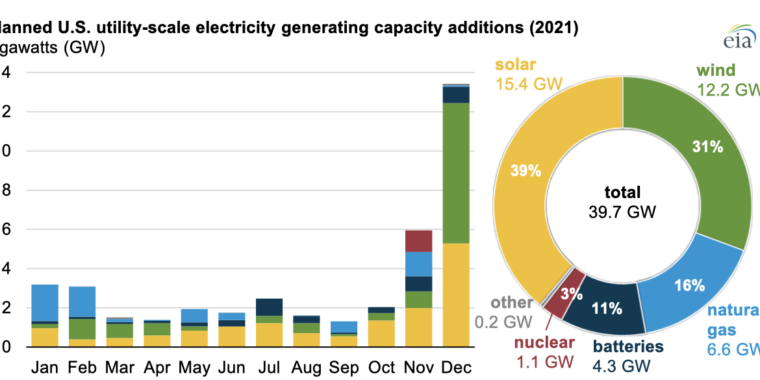 lanned U.S. utility-scale electricity generating capacity additions (2021)
gawatts (GW)
eia
4
2
0
8
6
4
2
0
Jan Feb Mar Apr May Jun Jul Aug Sep Oct Nov Dec
solar
15.4 GW
wind
12.2 GW
39%
31%
total
39.7 GW
16%
11%
3%
other
0.2 GW
nuclear
1.1 GW
batteries
4.3 GW
natura
gas
6.6 GW